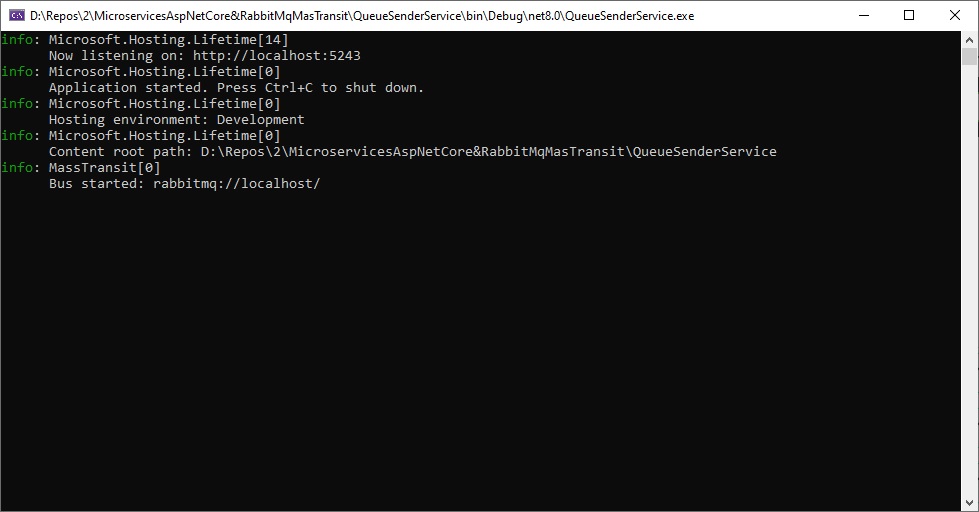 D:\Repos\2\MicroservicesAspNetCore&RabbitMqMasTransit\QueueSenderService\bin\Debug\net8.0\QueueSenderService.exe
info: Microsoft.Hosting.Lifetime[14]
Now listening on: http://localhost:5243
info: Microsoft.Hosting.Lifetime[0]
Application started. Press Ctrl+C to shut down.
info: Microsoft.Hosting.Lifetime[0]
Hosting environment: Development
info: Microsoft.Hosting.Lifetime[0]
Content root path: D:\Repos\2\MicroservicesAspNetCore&RabbitMqMasTransit\QueueSenderService
info: MassTransit[0]
Bus started: rabbitmq://localhost/